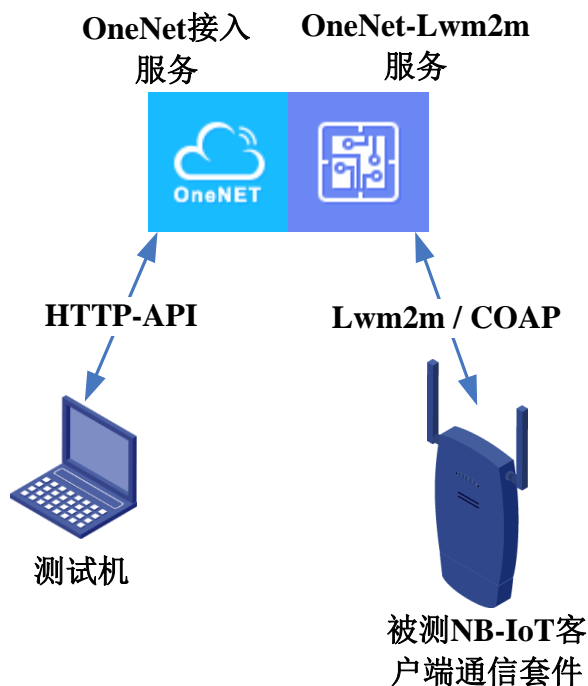 OneNet接入
服务
OneNet-Lwm2m
服务
OneNET
HTTP-API
Lwm2m / COAP
测试机
被测NB-IoT客
户端通信套件